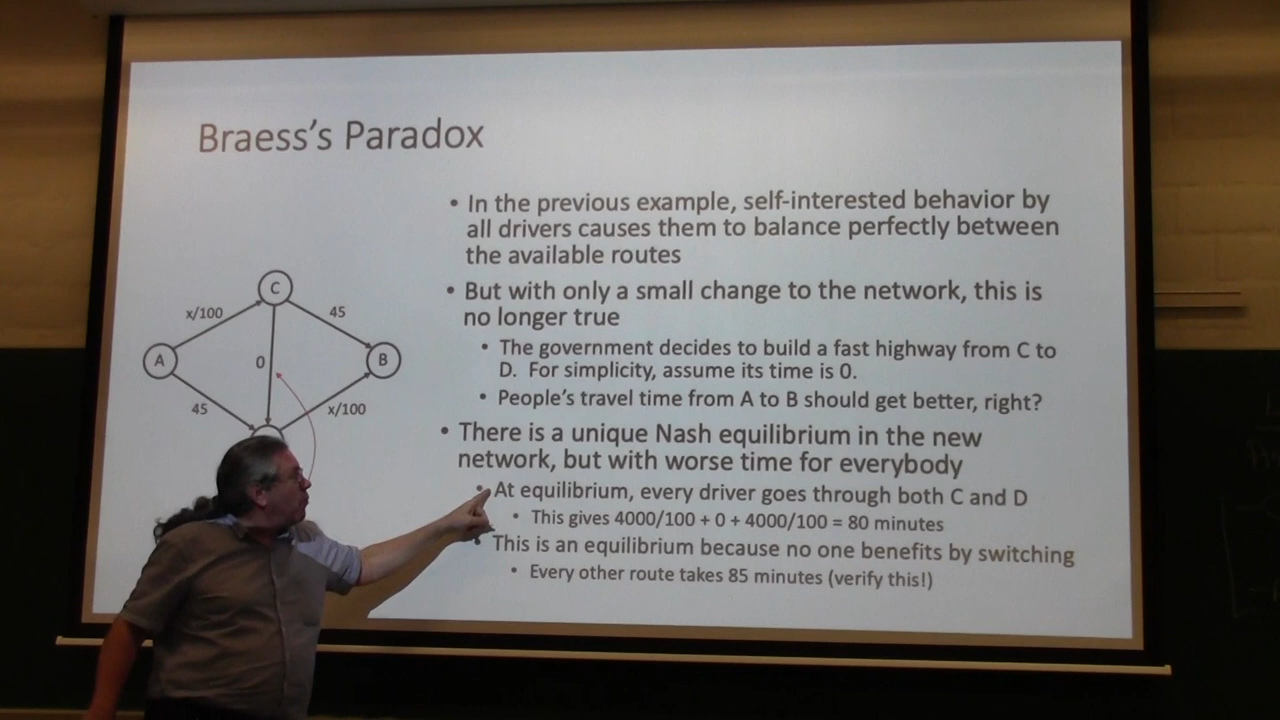 Braess's Paradox
• In the previous example, self-interested behavior by
all drivers causes them to balance perfectly between
the available routes
• But with only a small change to the network, this is
no longer true
• The government decides to build a fast highway from C to
D. For simplicity, assume its time is 0.
• People's travel time from A to B should get better, right?
• There is a unique Nash equilibrium in the new
network, but with worse time for everybody
• At equilibrium, every driver goes through both C and D
• This gives 4000/100 + 0 + 4000/100 = 80 minutes
• This is an equilibrium because no one benefits by switching
• Every other route takes 85 minutes (verify this!)
C
x/100
45
A
0
B
45
x/100